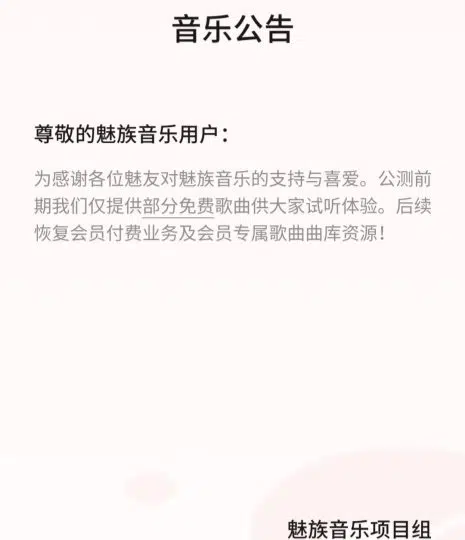 音乐公告
尊敬的魅族音乐用户：
为感谢各位魅友对魅族音乐的支持与喜爱。公测前
期我们仅提供部分免费歌曲供大家试听体验。后续
恢复会员付费业务及会员专属歌曲曲库资源！
魅族音乐项目组